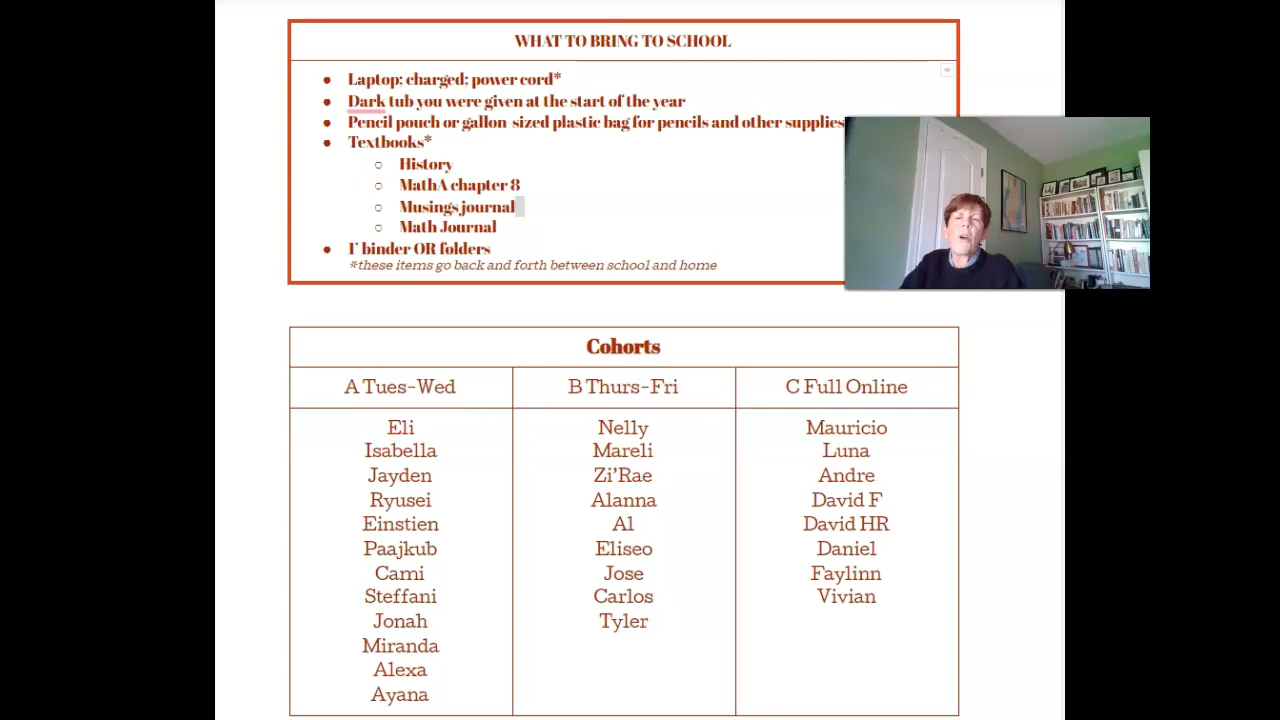 WHAT TO BRING TO SCHOOL
● Laptop; charged; power cord*
● Dark tub you were given at the start of the year
● Pencil pouch or gallon sized plastic bag for pencils and other supplies
● Textbooks*
○ History
○ MathA chapter 8
○ Musings journal
○ Math Journal
● 1" binder OR folders
*these items go back and forth between school and home
Cohorts
A Tues-Wed B Thurs-Fri C Full Online
Eli Nelly Mauricio
Isabella Mareli Luna
Jayden Zi'Rae Andre
Ryusei Alanna David F
Einstien Al David HR
Paajkub Eliseo Daniel
Cami Jose Faylinn
Steffani Carlos Vivian
Jonah Tyler
Miranda
Alexa
Ayana